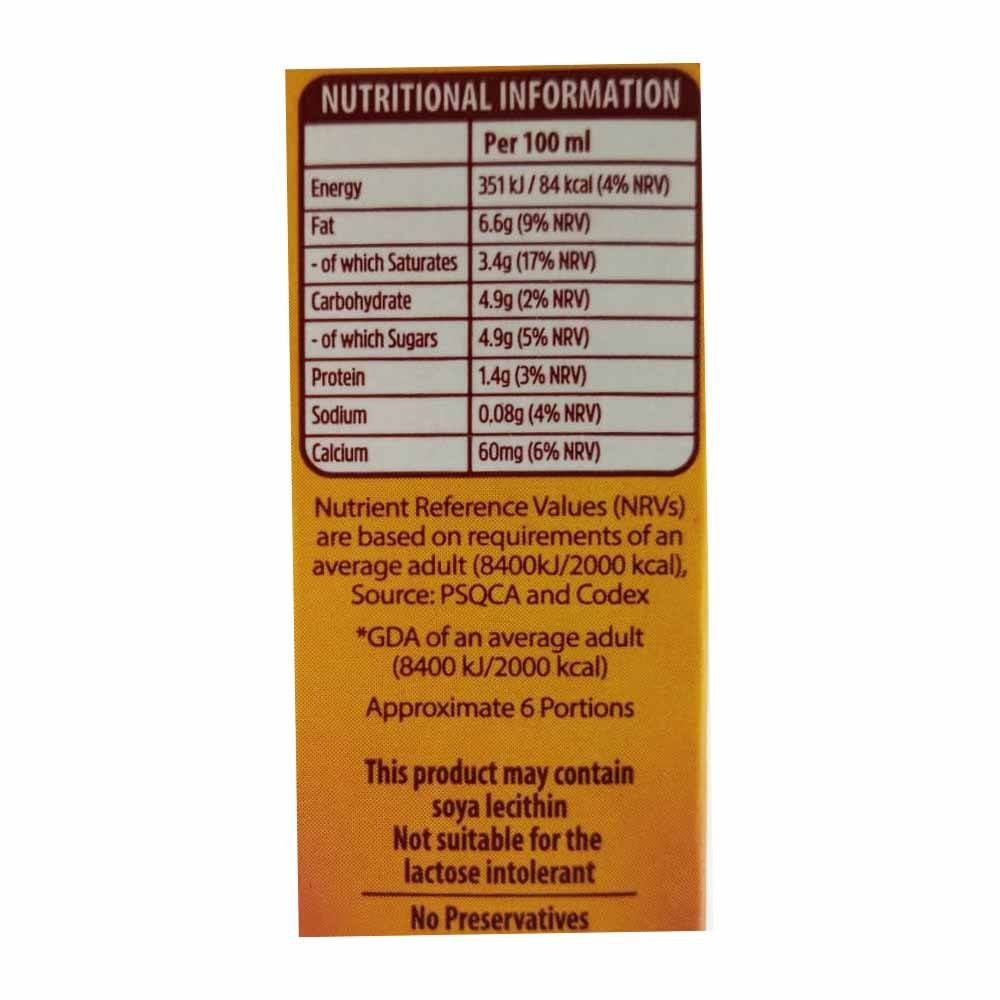 NUTRITIONAL INFORMATION
Per 100 ml
Energy 351 kJ / 84 kcal (4% NRV)
Fat 6.6g (9% NRV)
- of which Saturates 3.4g (17% NRV)
Carbohydrate 4.9g (2% NRV)
- of which Sugars 4.9g (5% NRV)
Protein 1.4g (3% NRV)
Sodium 0.08g (4% NRV)
Calcium 60mg (6% NRV)
Nutrient Reference Values (NRVs)
are based on requirements of an
average adult (8400kJ/2000 kcal),
Source: PSQCA and Codex
*GDA of an average adult
(8400 kJ/2000 kcal)
Approximate 6 Portions
This product may contain
soya lecithin
Not suitable for the
lactose intolerant
No Preservatives